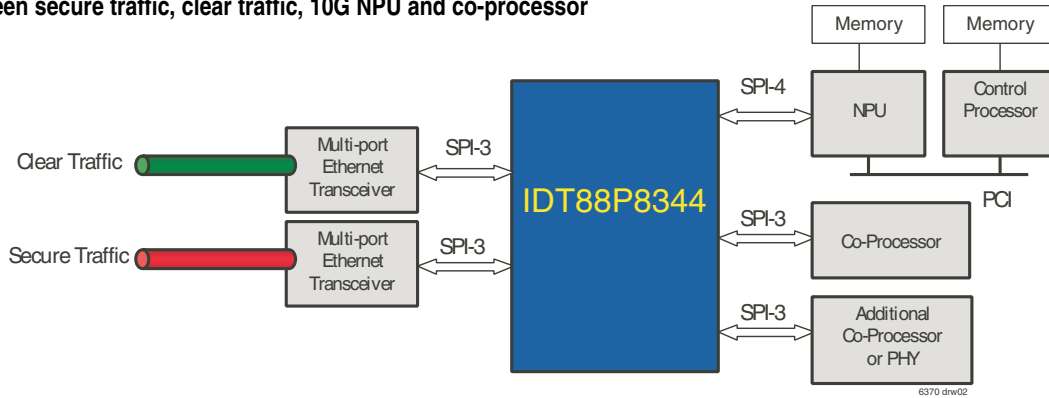 een secure traffic, clear traffic, 10G NPU and co-processor
Memory
Memory
SPI-4
NPU
Control
Processor
Clear Traffic
Multi-port
Ethernet
Transceiver
SPI-3
IDT88P8344
PCI
SPI-3
Co-Processor
Secure Traffic
Multi-port
Ethernet
Transceiver
SPI-3
SPI-3
Additional
Co-Processor
or PHY
6370 drw02